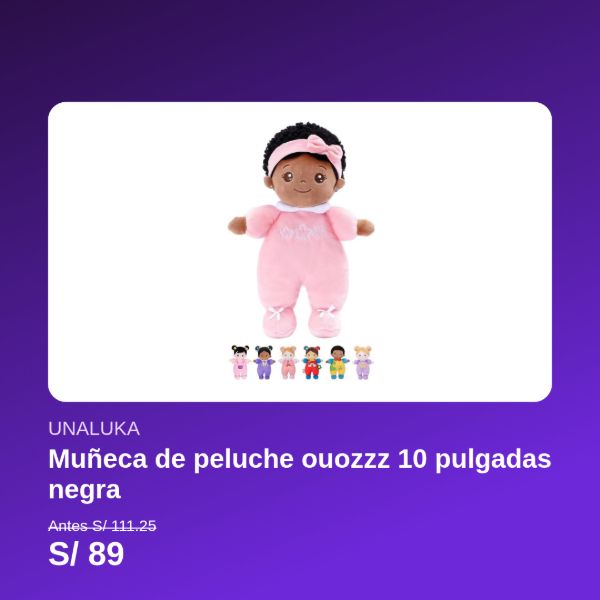 UNALUKA
Muñeca de peluche ouozzz 10 pulgadas
negra
Antes S/ 111.25
S/ 89